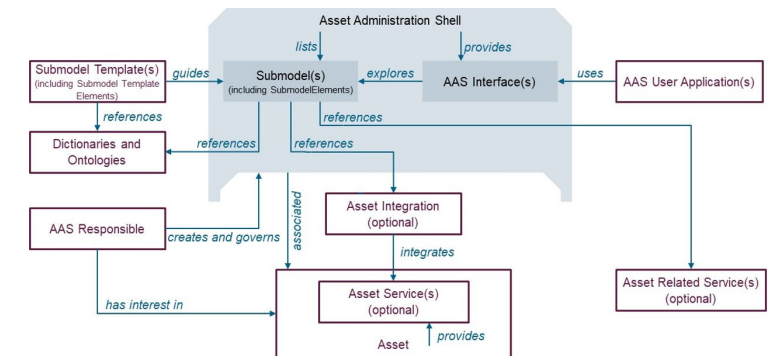 Asset Administration Shell
lists
provides
Submodel Template(s)
(including Submodel Template
Elements)
guides
Submodel(s)
(including SubmodelElements)
explores
AAS Interface(s)
uses
AAS User Application(s)
references
references
Dictionaries and
Ontologies
references
references
AAS Responsible
creates and governs
associated
Asset Integration
(optional)
integrates
has interest in
Asset Service(s)
(optional)
provides
Asset
Asset Related Service(s)
(optional)